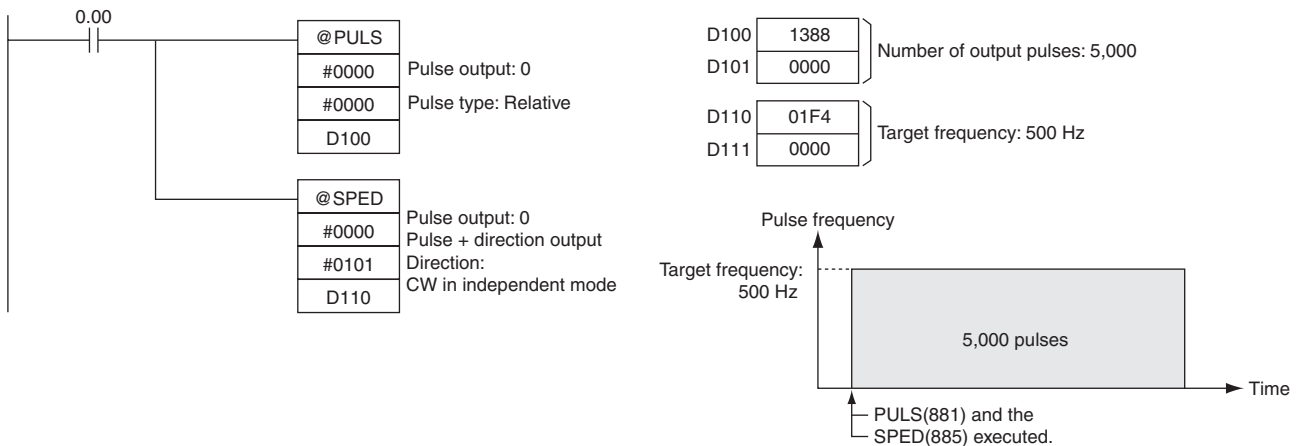 0.00
@PULS
#0000 Pulse output: 0
#0000 Pulse type: Relative
D100
@SPED
#0000
#0101
D110
Pulse output: 0
Pulse + direction output
Direction:
CW in independent mode
D100 1388
D101 0000
Number of output pulses: 5,000
D110 01F4
D111 0000
Target frequency: 500 Hz
Pulse frequency
Target frequency:
500 Hz
5,000 pulses
Time
PULS(881) and the
SPED(885) executed.